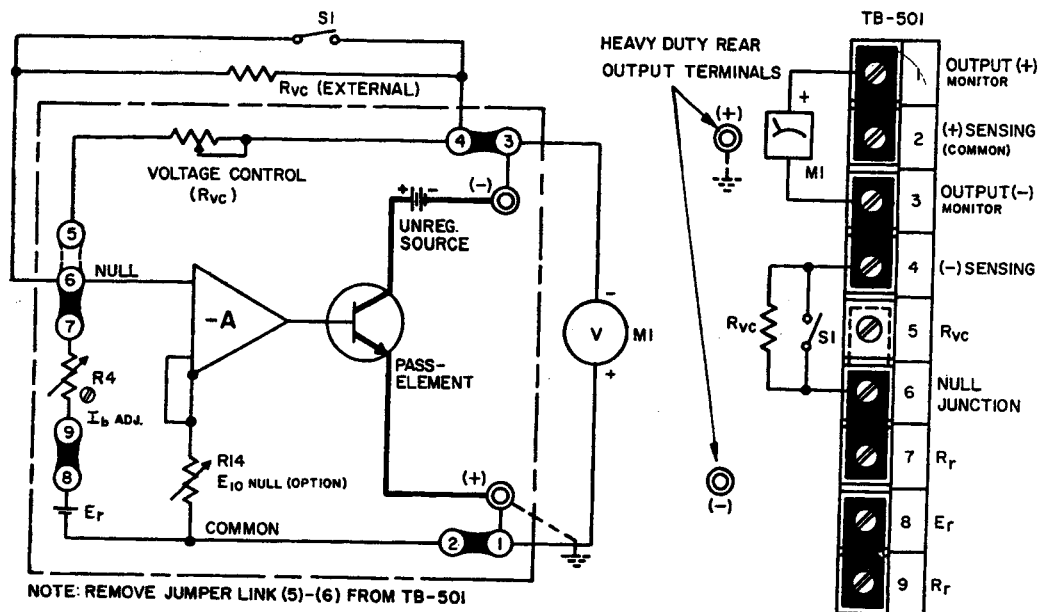 S1
RVC (EXTERNAL)
4
3
VOLTAGE CONTROL
(RVC)
(-)
+ -
UNREG.
SOURCE
5
6
NULL
7
-A
R4
Ib ADJ.
PASS-
ELEMENT
-
V
M1
+
9
8
R14
E10 NULL (OPTION)
Er
COMMON
(+)
2
1
NOTE: REMOVE JUMPER LINK (5)-(6) FROM TB-501
HEAVY DUTY REAR
OUTPUT TERMINALS
(+)
(-)
TB-501
+
M1
RVC
S1
1
OUTPUT (+)
MONITOR
2
(+) SENSING
(COMMON)
3
OUTPUT (-)
MONITOR
4
(-) SENSING
5
RVC
6
NULL
JUNCTION
7
Rr
8
Er
9
Rr